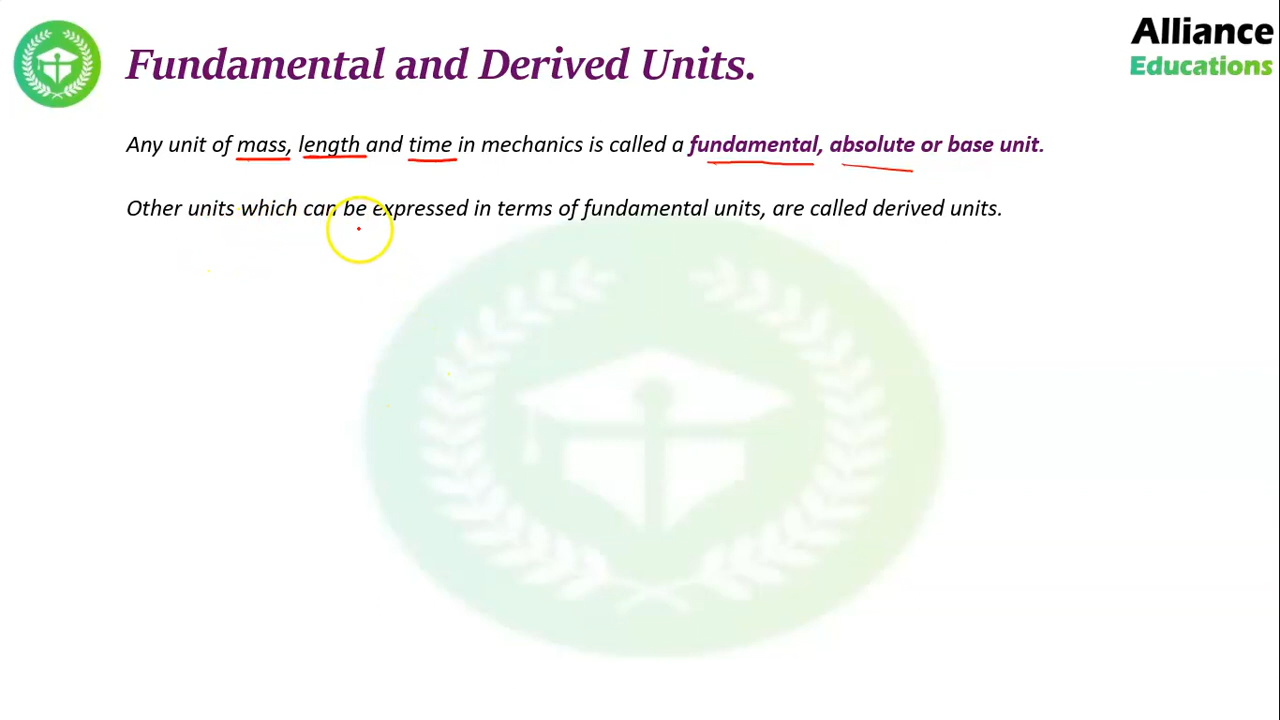 Alliance
Educations
Fundamental and Derived Units.
Any unit of mass, length and time in mechanics is called a fundamental, absolute or base unit.
Other units which can be expressed in terms of fundamental units, are called derived units.